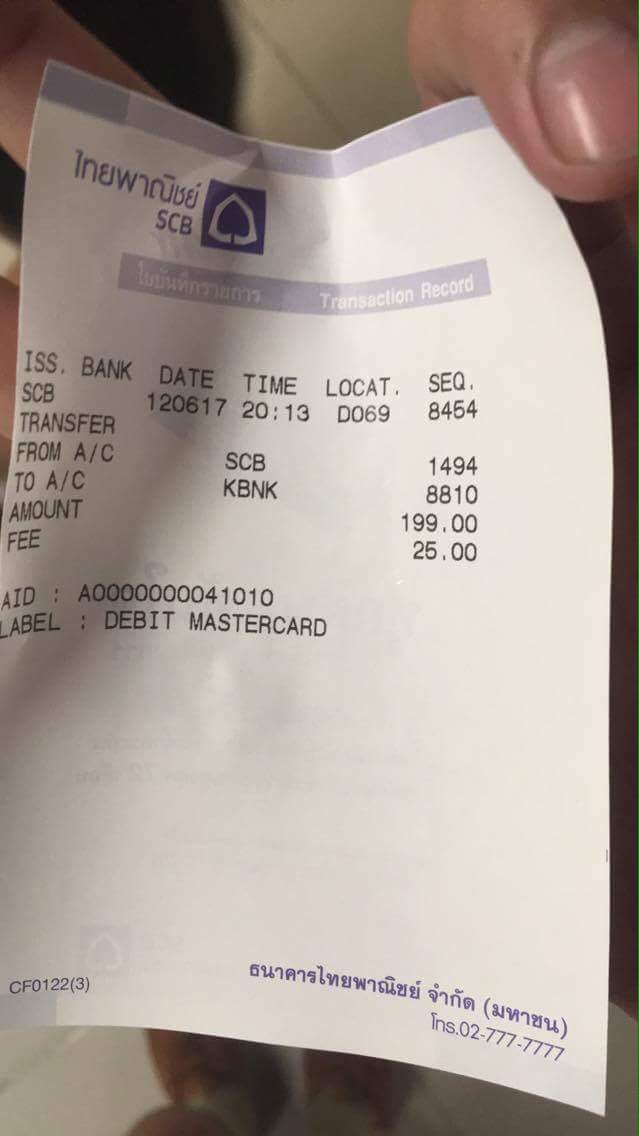 ไทยพาณิชย์
SCB
ใบบันทึกรายการ Transaction Record
ISS. BANK DATE TIME LOCAT. SEQ.
SCB 120617 20:13 D069 8454
TRANSFER
FROM A/C SCB 1494
TO A/C KBNK 8810
AMOUNT 199.00
FEE 25.00
AID : A0000000041010
LABEL : DEBIT MASTERCARD
CF0122(3)
ธนาคารไทยพาณิชย์ จำกัด (มหาชน)
โทร.02-777-7777